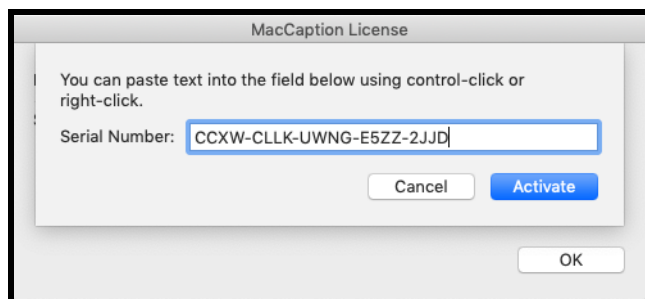 MacCaption License
You can paste text into the field below using control-click or
right-click.
Serial Number: CCXW-CLLK-UWNG-E5ZZ-2JJD
Cancel Activate
OK